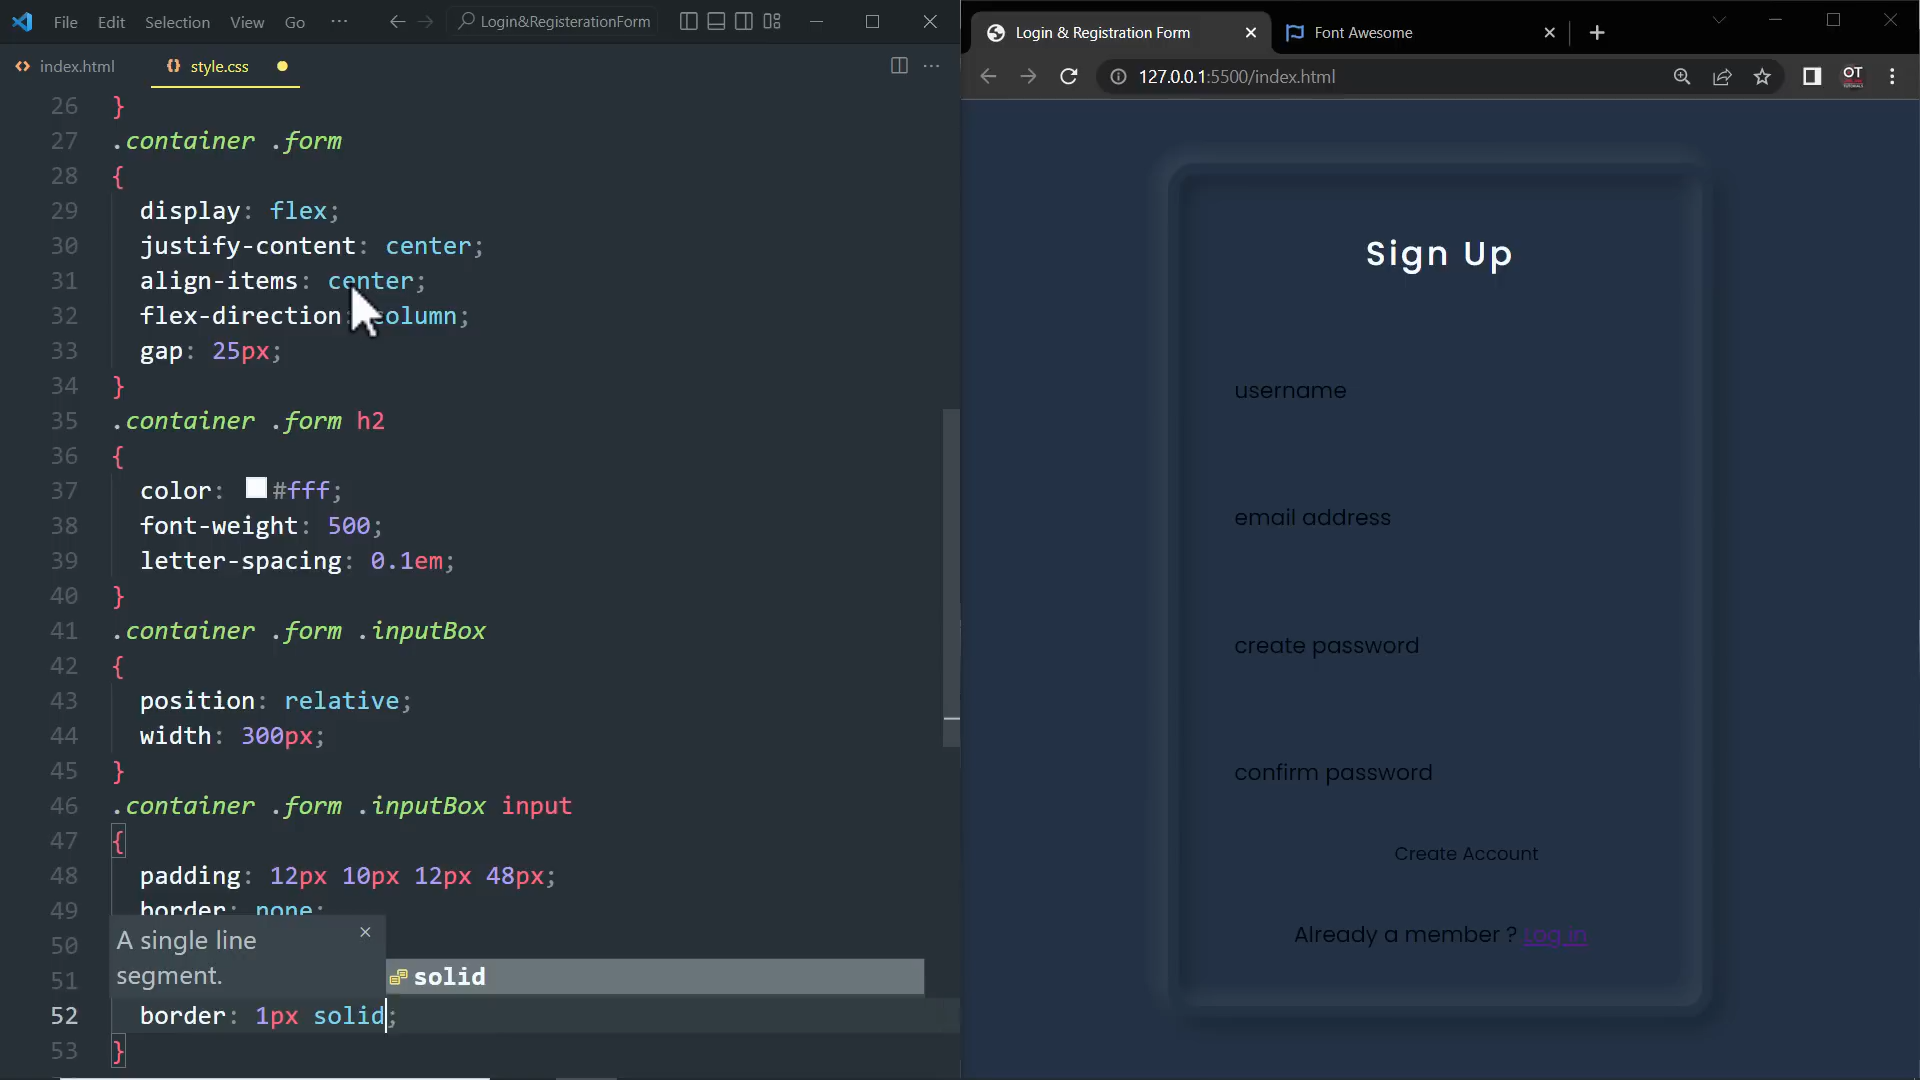 File Edit Selection View Go ··· Login&RegisterationForm
index.html style.css
26 }
27 .container .form
28 {
29 display: flex;
30 justify-content: center;
31 align-items: center;
32 flex-direction: column;
33 gap: 25px;
34 }
35 .container .form h2
36 {
37 color: #fff;
38 font-weight: 500;
39 letter-spacing: 0.1em;
40 }
41 .container .form .inputBox
42 {
43 position: relative;
44 width: 300px;
45 }
46 .container .form .inputBox input
47 {
48 padding: 12px 10px 12px 48px;
49 border: none;
50
51
52 border: 1px solid;
53 }
A single line
segment.
solid
Login & Registration Form Font Awesome
127.0.0.1:5500/index.html
OT
Sign Up
username
email address
create password
confirm password
Create Account
Already a member ? Log in